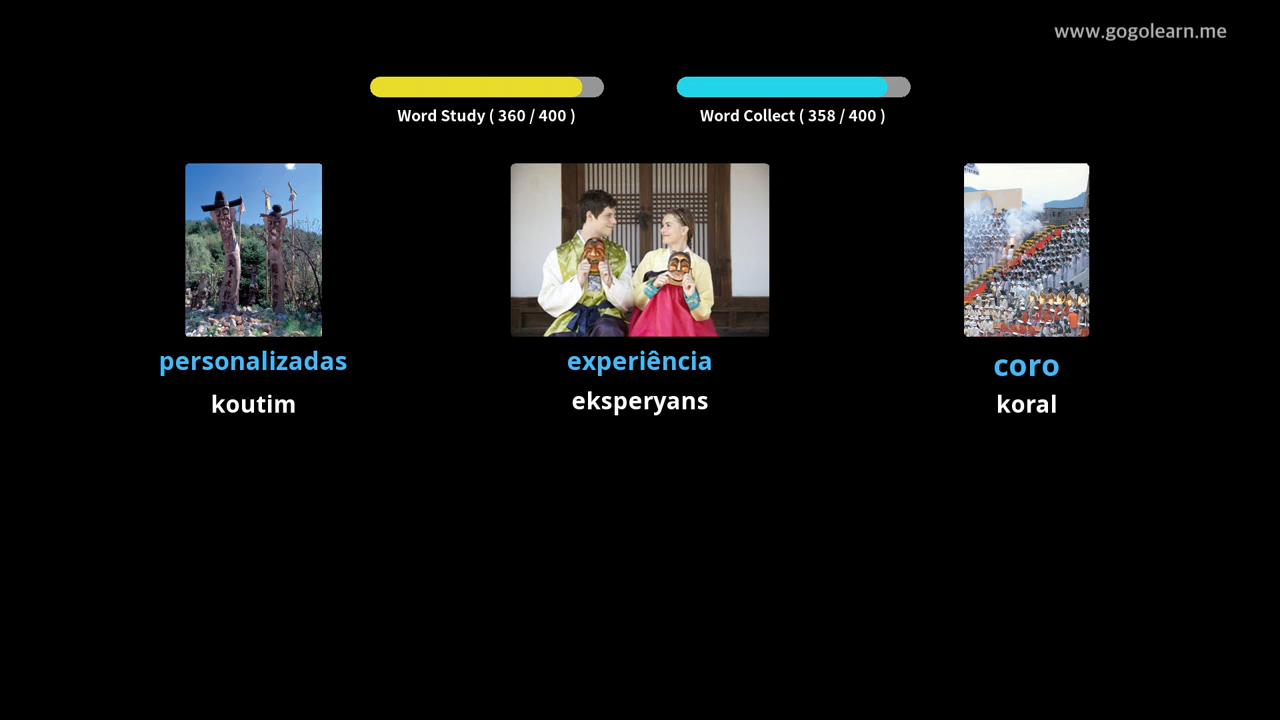 www.gogolearn.me
Word Study ( 360 / 400 )
Word Collect ( 358 / 400 )
personalizadas
experiência
coro
koutim
eksperyans
koral